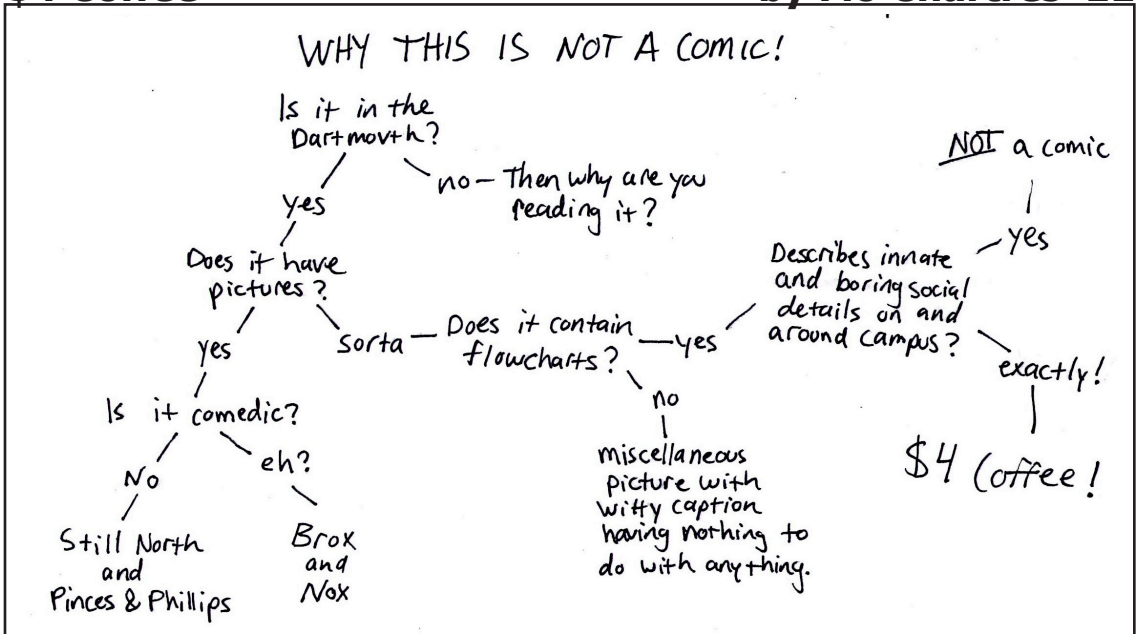 WHY THIS IS NOT A COMIC!
Is it in the
Dartmouth?
yes
no – Then why are you
reading it?
Does it have
pictures?
yes
sorta
Does it contain
flowcharts?
yes
no
Is it comedic?
No
eh?
Still North
and
Pinces & Phillips
Brox
and
Nox
miscellaneous
picture with
witty caption
having nothing to
do with anything.
Describes innate
and boring social
details on and
around campus?
yes
NOT a comic
exactly!
$4 Coffee!